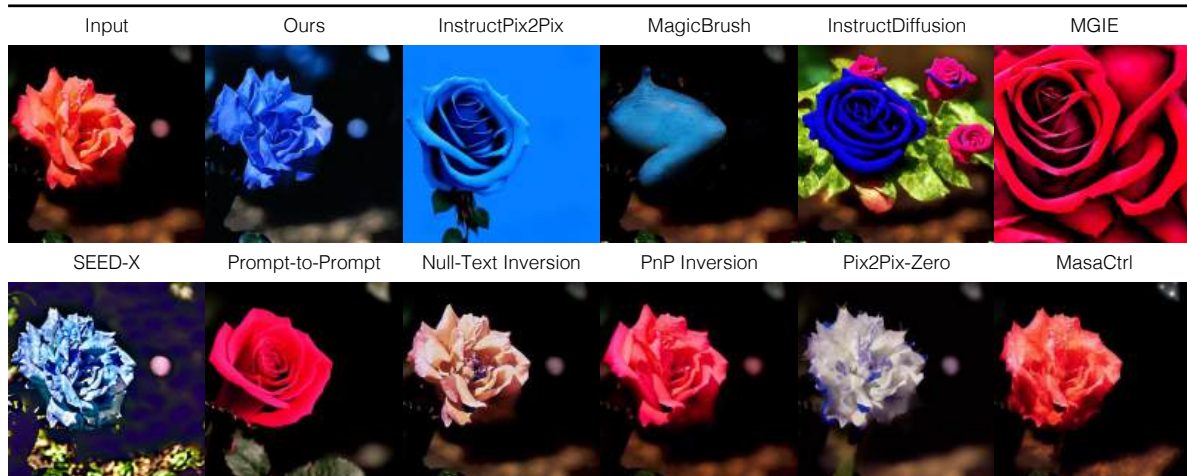 Input Ours InstructPix2Pix MagicBrush InstructDiffusion MGIE
SEED-X Prompt-to-Prompt Null-Text Inversion PnP Inversion Pix2Pix-Zero MasaCtrl